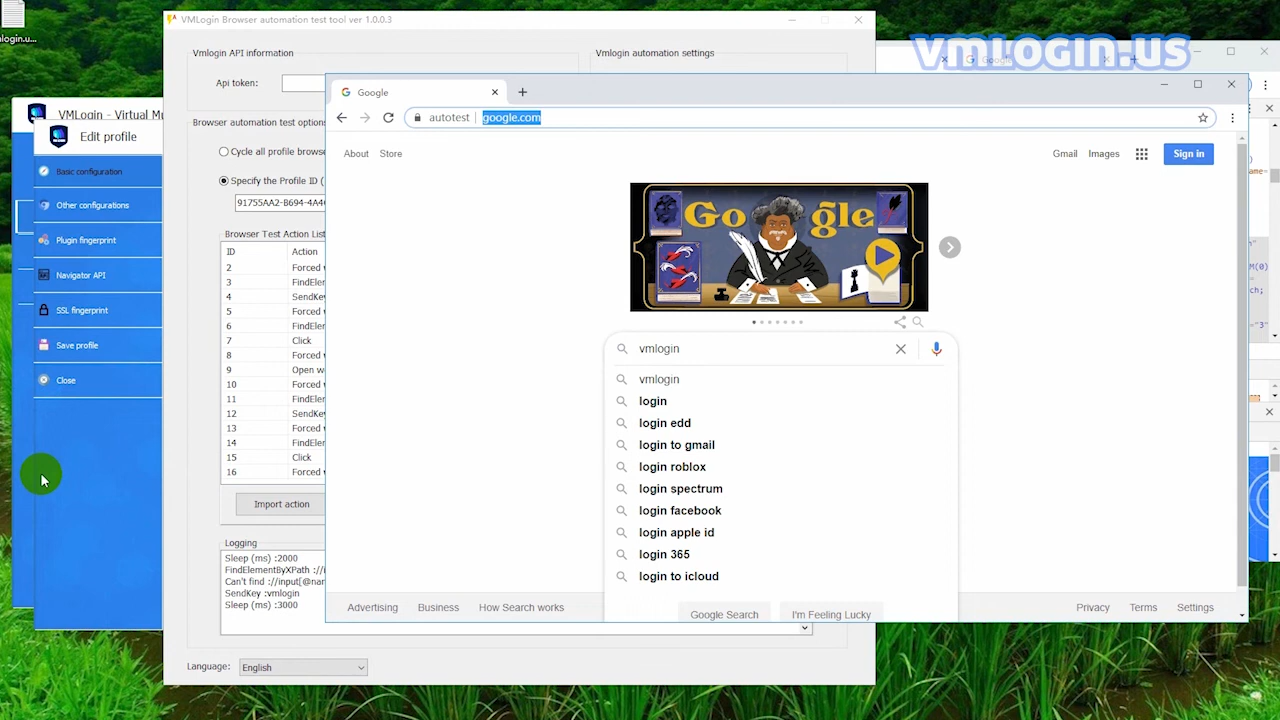 VMLogin Browser automation test tool ver 1.0.0.3
vmlogin.us
Vmlogin API information
Vmlogin automation settings
Api token:
VMLogin - Virtual Mu
Edit profile
Basic configuration
Other configurations
Plugin fingerprint
Navigator API
SSL fingerprint
Save profile
Close
Browser automation test options
Cycle all profile browse
Specify the Profile ID (
91755AA2-B694-4A4
Browser Test Action List
ID Action
2 Forced w
3 FindElem
4 SendKey
5 Forced w
6 FindElem
7 Click
8 Forced w
9 Open we
10 Forced w
11 FindElem
12 SendKey
13 Forced w
14 FindElem
15 Click
16 Forced w
Import action
Logging
Sleep (ms) :2000
FindElementByXPath ://i
Can't find ://input[@nar
SendKey :vmlogin
Sleep (ms) :3000
Language: English
Google
autotest google.com
About Store
Gmail Images Sign in
Google
vmlogin
vmlogin
login
login edd
login to gmail
login roblox
login spectrum
login facebook
login apple id
login 365
login to icloud
Google Search I'm Feeling Lucky
Advertising Business How Search works
Privacy Terms Settings